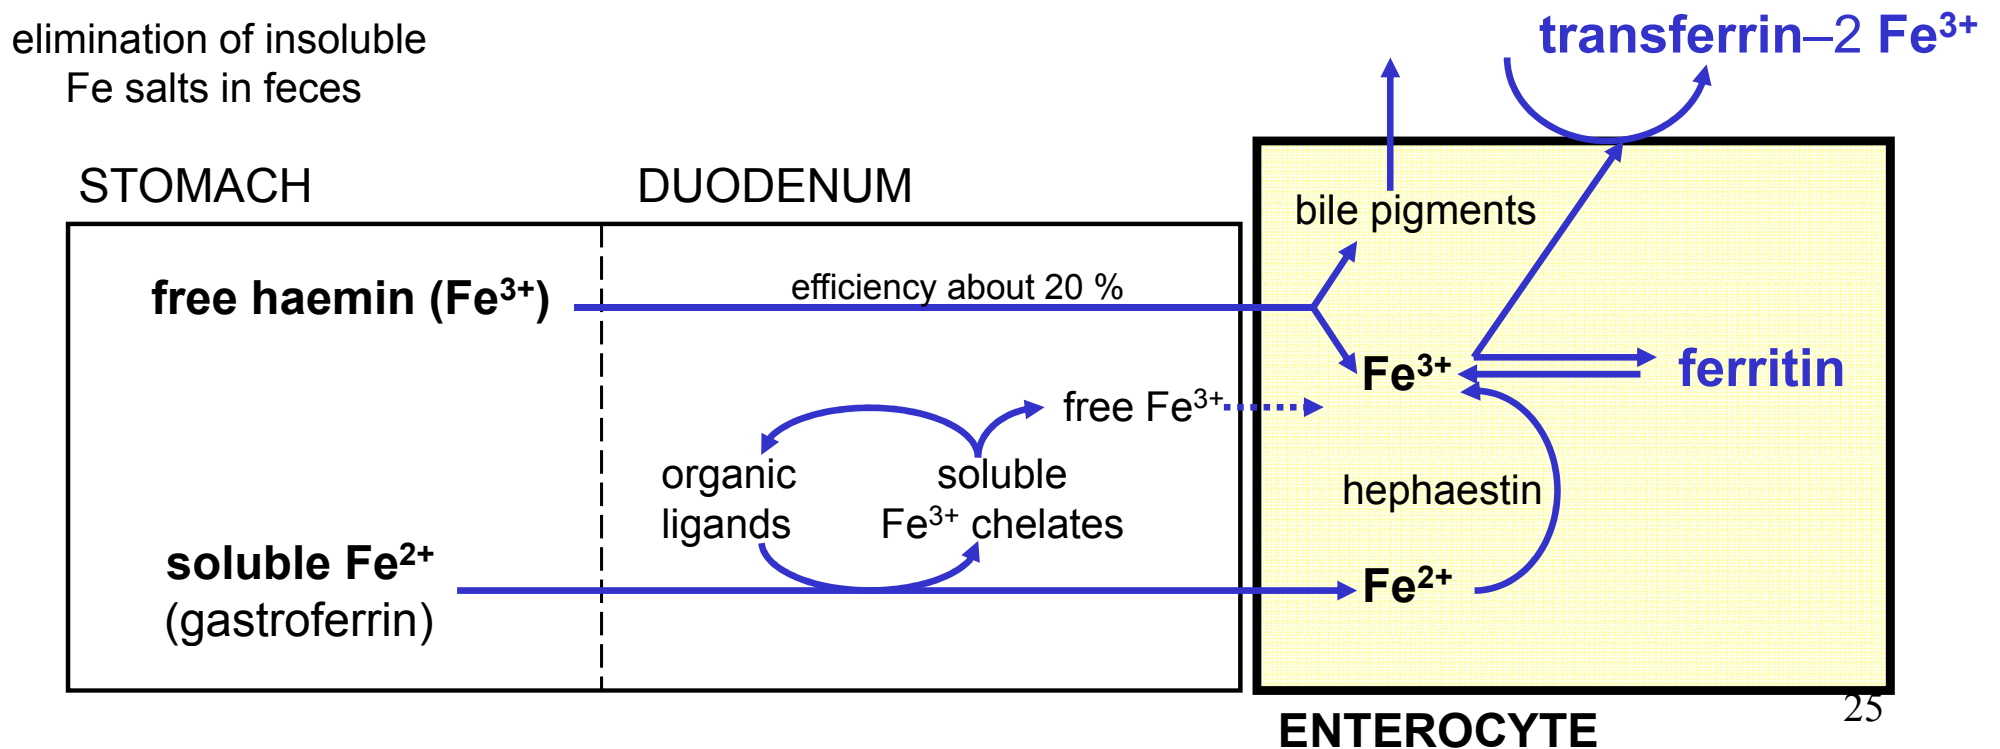 elimination of insoluble
Fe salts in feces
transferrin–2 Fe³⁺
STOMACH
DUODENUM
bile pigments
free haemin (Fe³⁺)
efficiency about 20 %
Fe³⁺
ferritin
free Fe³⁺
organic
ligands
soluble
Fe³⁺ chelates
hephaestin
soluble Fe²⁺
(gastroferrin)
Fe²⁺
ENTEROCYTE
25